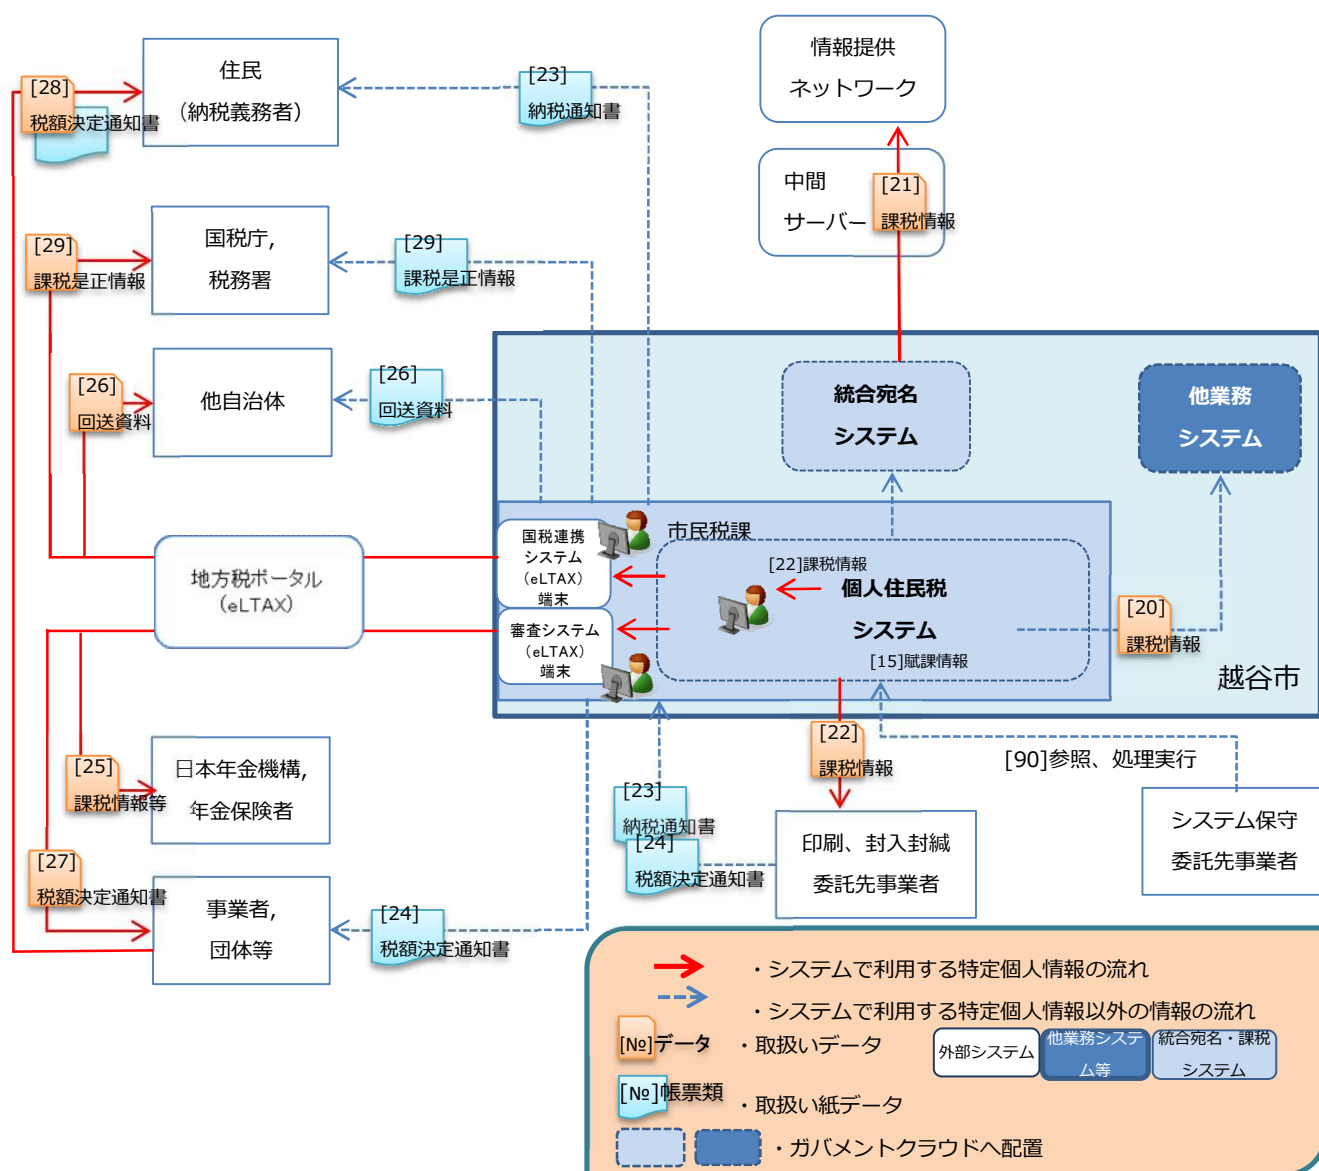 情報提供
ネットワーク
住民
（納税義務者）
[28]
税額決定通知書
[23]
納税通知書
中間
サーバー
[21]
課税情報
国税庁,
税務署
[29]
課税是正情報
[29]
課税是正情報
他自治体
[26]
回送資料
[26]
回送資料
統合宛名
システム
他業務
システム
市民税課
国税連携
システム
（eLTAX）
端末
審査システム
（eLTAX）
端末
地方税ポータル
（eLTAX）
[22]課税情報
個人住民税
システム
[15]賦課情報
[20]
課税情報
越谷市
[22]
課税情報
[90]参照、処理実行
[25]
課税情報等
日本年金機構,
年金保険者
[23]
納税通知書
[24]
税額決定通知書
印刷、封入封緘
委託先事業者
システム保守
委託先事業者
[27]
税額決定通知書
事業者,
団体等
[24]
税額決定通知書
・システムで利用する特定個人情報の流れ
・システムで利用する特定個人情報以外の情報の流れ
[№]データ
・取扱いデータ
外部システム
他業務システ
ム等
統合宛名・課税
システム
[№]帳票類
・取扱い紙データ
・ガバメントクラウドへ配置